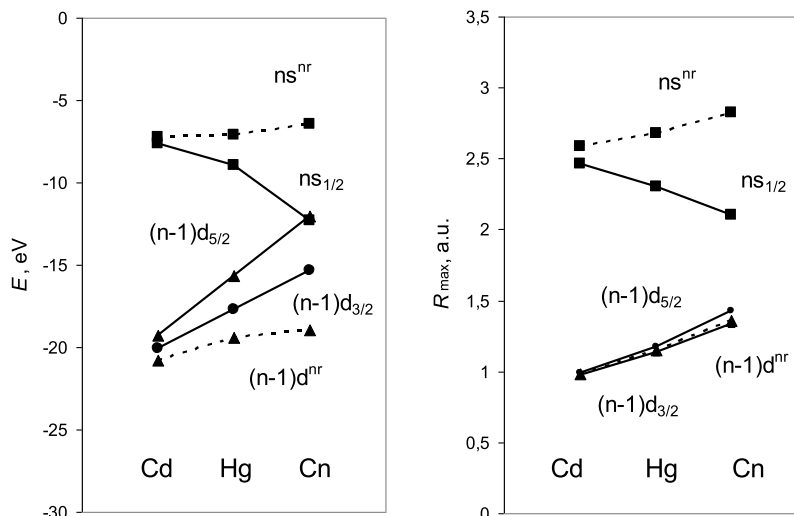 0
-5
-10
-15
-20
-25
-30
E, eV
ns^nr
ns1/2
(n-1)d5/2
(n-1)d3/2
(n-1)d^nr
Cd Hg Cn
3,5
3
2,5
2
1,5
1
0,5
0
Rmax, a.u.
ns^nr
ns1/2
(n-1)d5/2
(n-1)d^nr
(n-1)d3/2
Cd Hg Cn